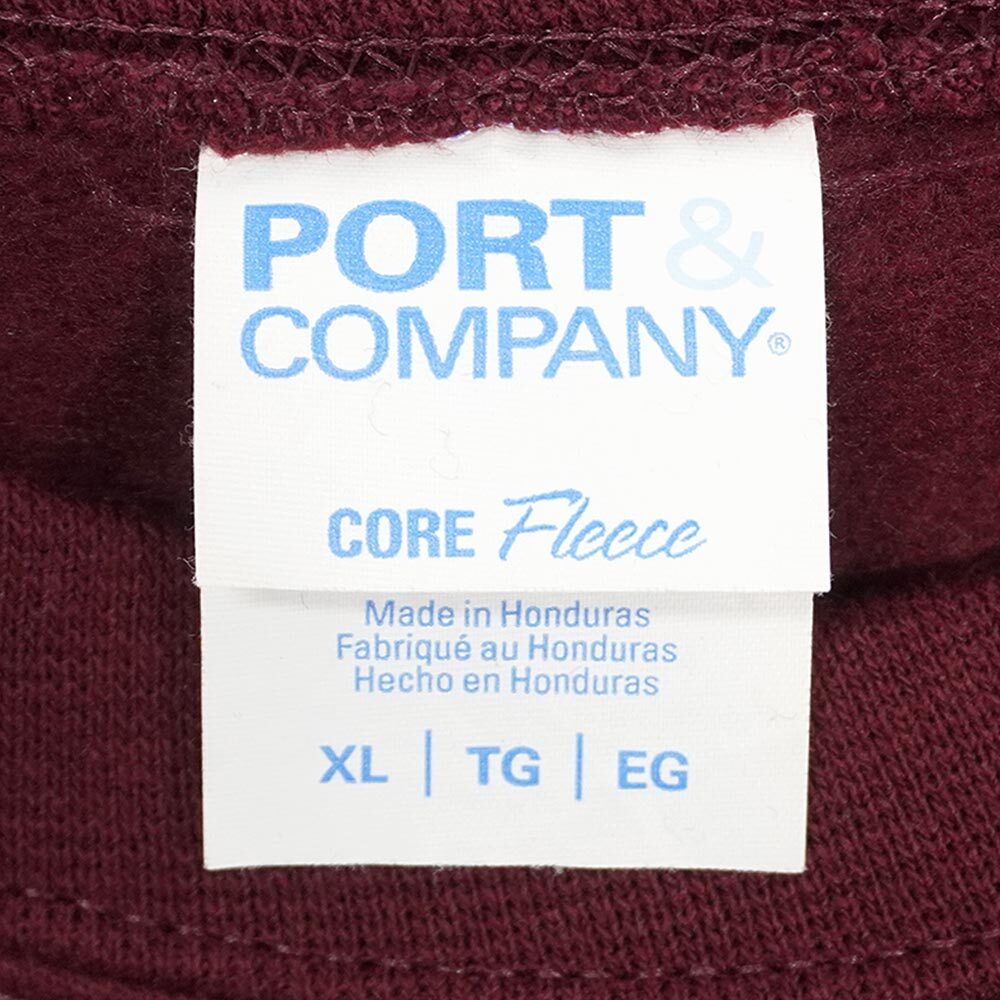 PORT &
COMPANY®
CORE Fleece
Made in Honduras
Fabriqué au Honduras
Hecho en Honduras
XL | TG | EG